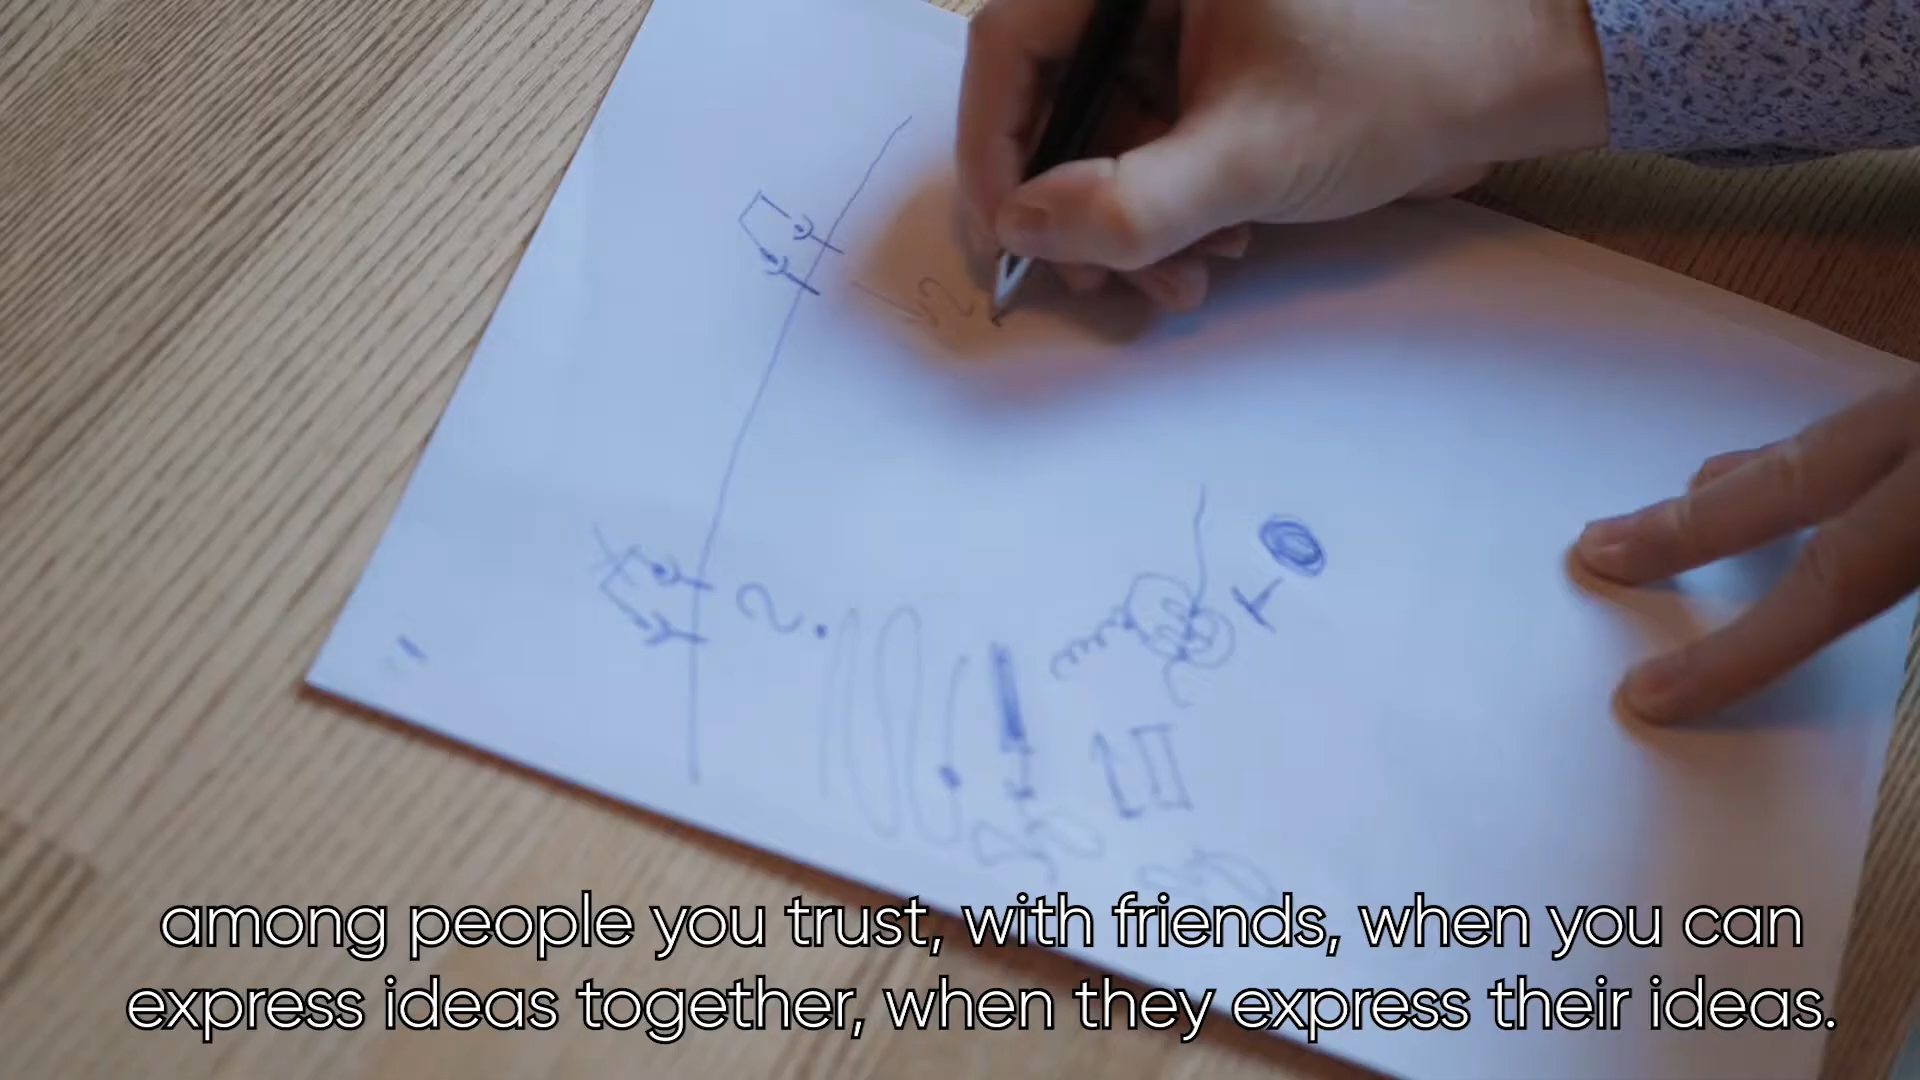 among people you trust, with friends, when you can
express ideas together, when they express their ideas.